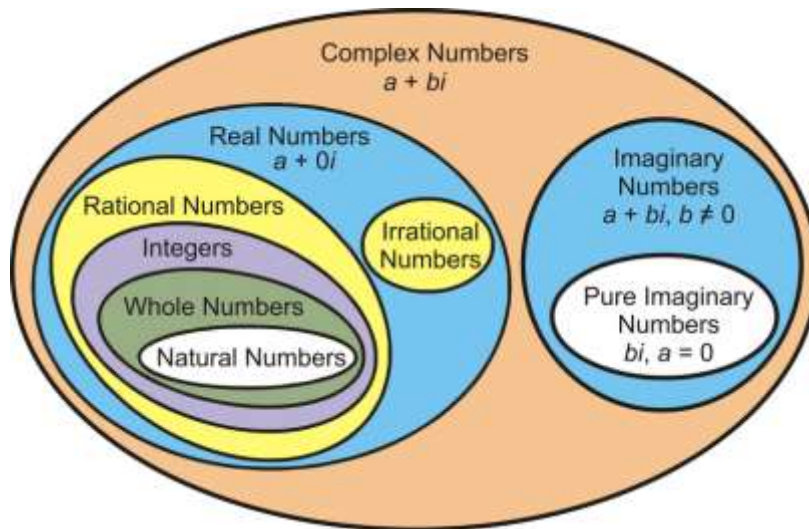 Complex Numbers
a + bi
Real Numbers
a + 0i
Rational Numbers
Integers
Whole Numbers
Natural Numbers
Irrational
Numbers
Imaginary
Numbers
a + bi, b ≠ 0
Pure Imaginary
Numbers
bi, a = 0